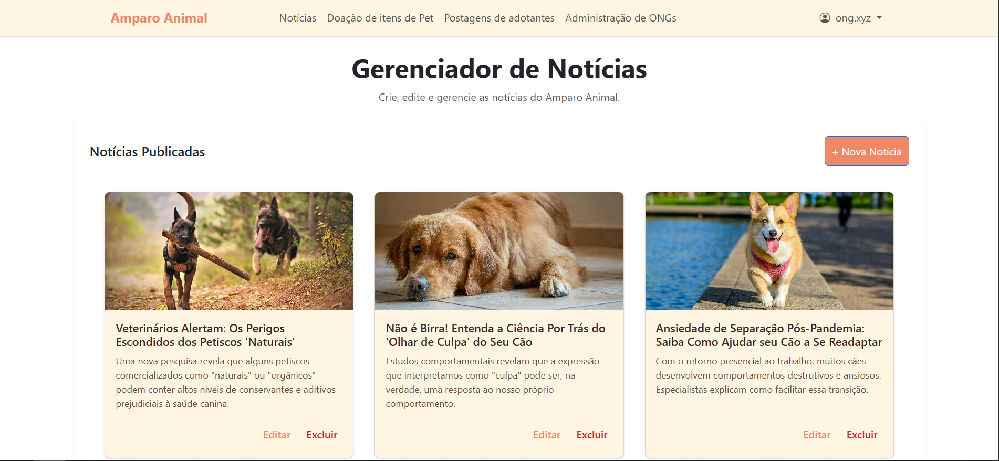 Amparo Animal
Notícias
Doação de itens de Pet
Postagens de adotantes
Administração de ONGs
ong.xyz
Gerenciador de Notícias
Crie, edite e gerencie as notícias do Amparo Animal.
Notícias Publicadas
+ Nova Notícia
Veterinários Alertam: Os Perigos
Escondidos dos Petiscos 'Naturais'
Uma nova pesquisa revela que alguns petiscos
comercializados como "naturais" ou "orgânicos"
podem conter altos níveis de conservantes e aditivos
prejudiciais à saúde canina.
Editar
Excluir
Não é Birra! Entenda a Ciência Por Trás do
'Olhar de Culpa' do Seu Cão
Estudos comportamentais revelam que a expressão
que interpretamos como "culpa" pode ser, na
verdade, uma resposta ao nosso próprio
comportamento.
Editar
Excluir
Ansiedade de Separação Pós-Pandemia:
Saiba Como Ajudar seu Cão a Se Readaptar
Com o retorno presencial ao trabalho, muitos cães
desenvolvem comportamentos destrutivos e ansiosos.
Especialistas explicam como facilitar essa transição.
Editar
Excluir